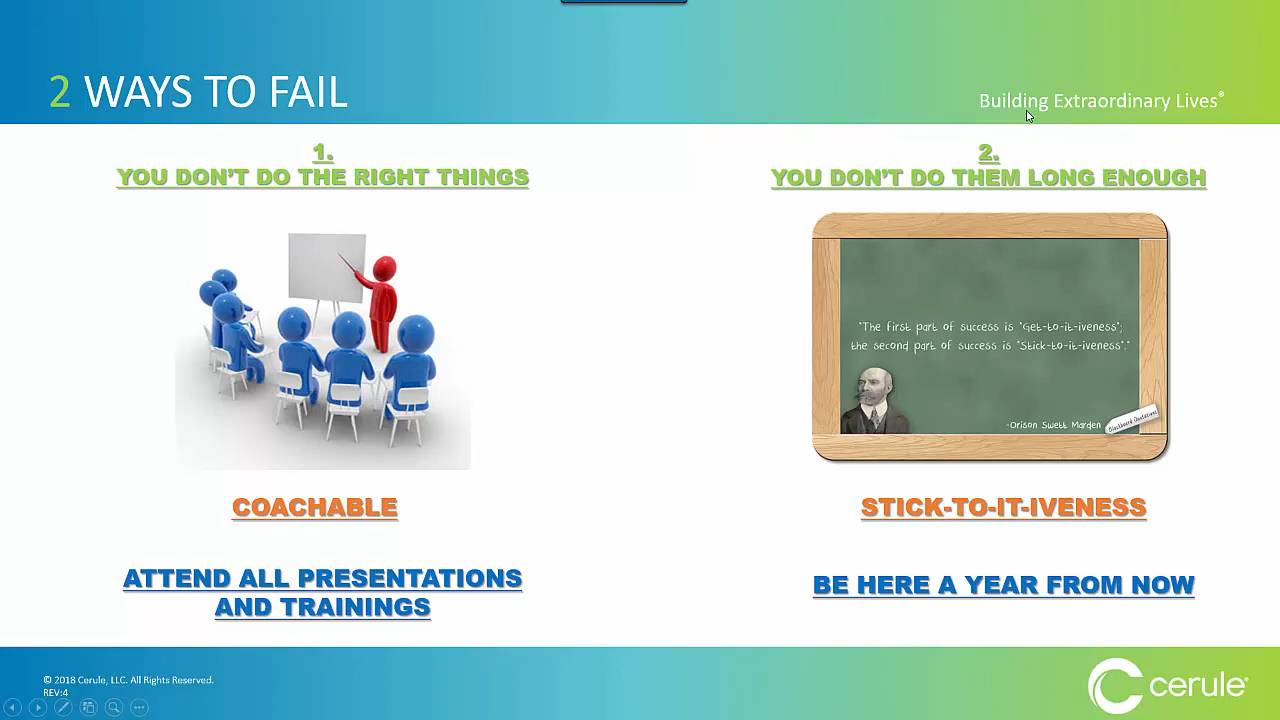 2 WAYS TO FAIL
Building Extraordinary Lives®
1.
YOU DON'T DO THE RIGHT THINGS
COACHABLE
ATTEND ALL PRESENTATIONS
AND TRAININGS
2.
YOU DON'T DO THEM LONG ENOUGH
"The first part of success is "Get-to-it-iveness";
the second part of success is "Stick-to-it-iveness"."
-Orison Swett Marden
Blackboard Quotations
STICK-TO-IT-IVENESS
BE HERE A YEAR FROM NOW
© 2018 Cerule, LLC. All Rights Reserved.
REV:4
cerule®